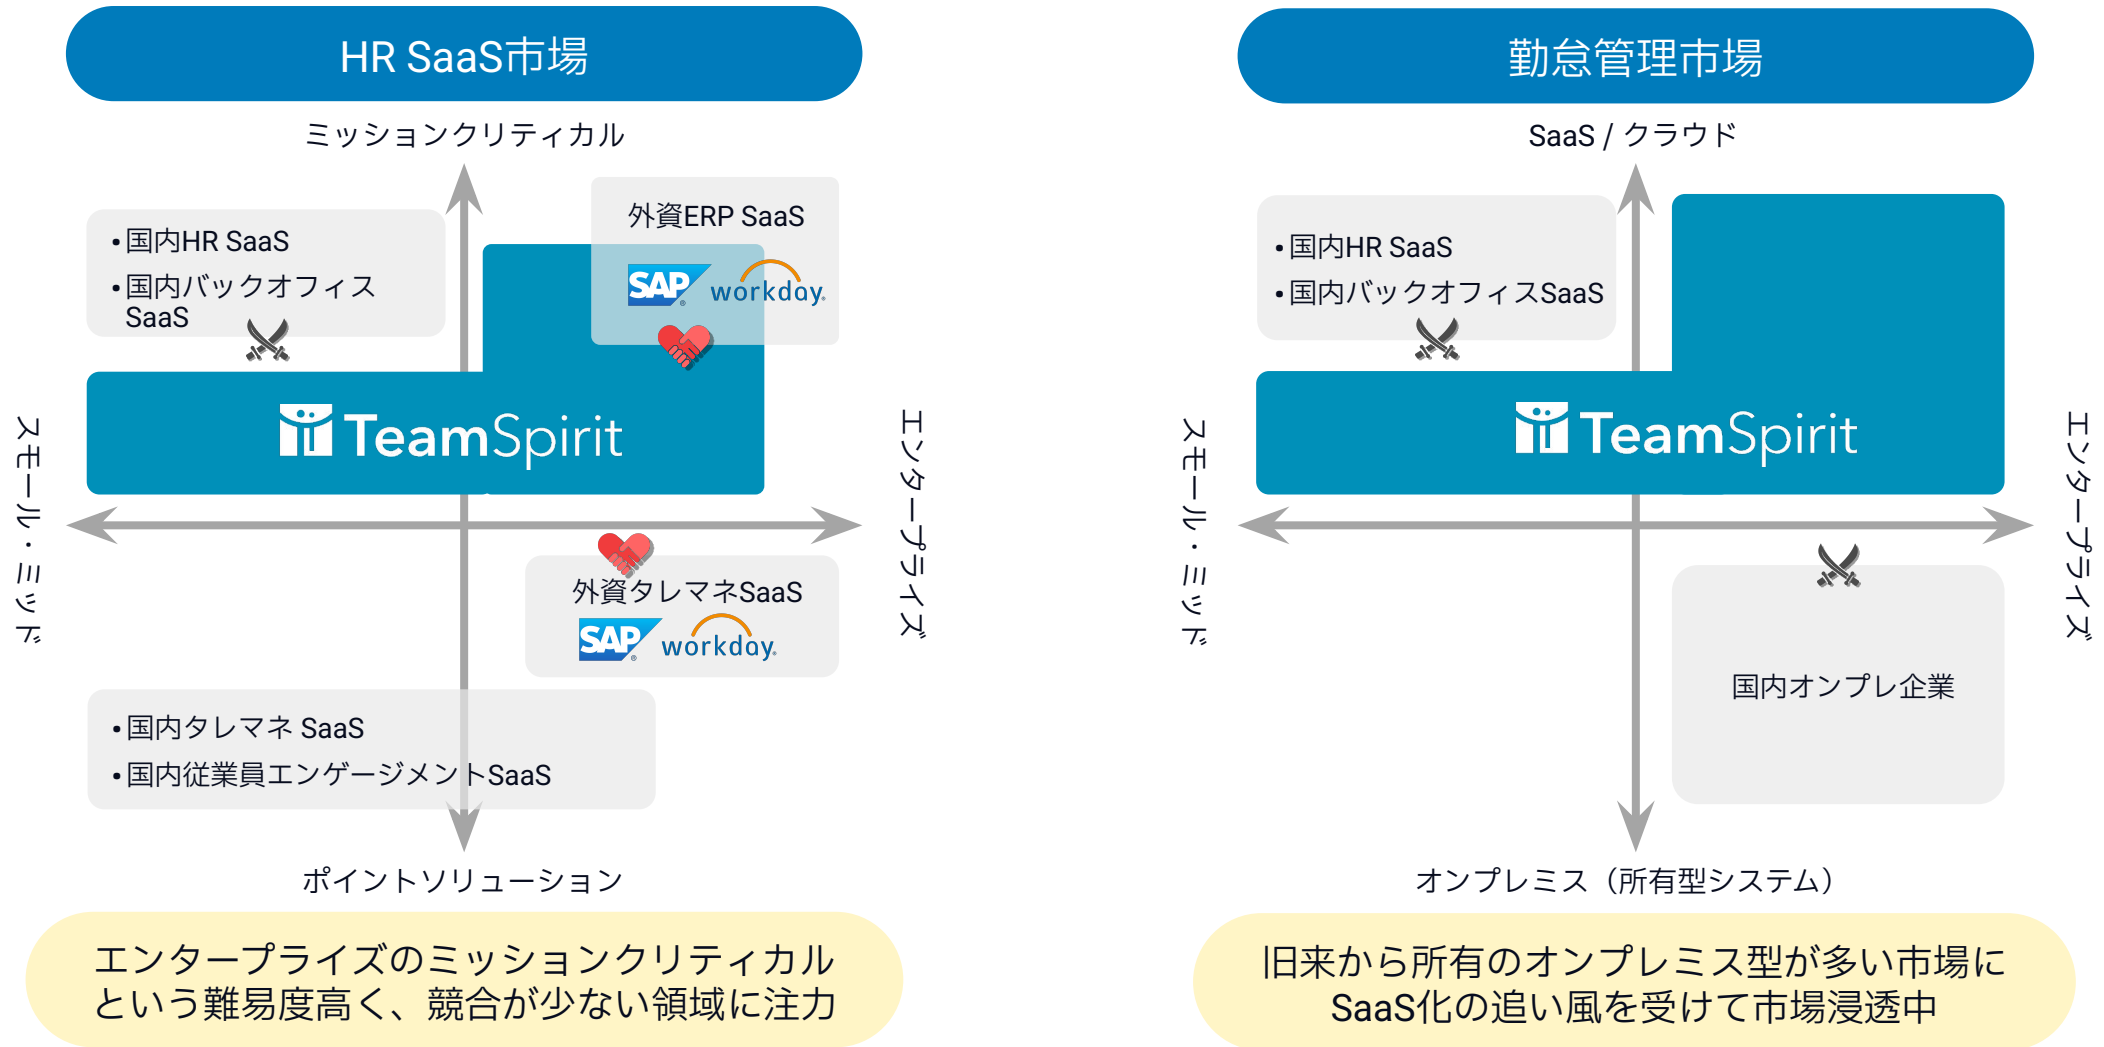 HR SaaS市場
ミッションクリティカル
・国内HR SaaS
・国内バックオフィス
SaaS
外資ERP SaaS
SAP
workday.
TeamSpirit
スモール・ミッド
エンタープライズ
外資タレマネSaaS
SAP
workday.
・国内タレマネ SaaS
・国内従業員エンゲージメントSaaS
ポイントソリューション
エンタープライズのミッションクリティカル
という難易度高く、競合が少ない領域に注力
勤怠管理市場
SaaS / クラウド
・国内HR SaaS
・国内バックオフィスSaaS
TeamSpirit
スモール・ミッド
エンタープライズ
国内オンプレ企業
オンプレミス（所有型システム）
旧来から所有のオンプレミス型が多い市場に
SaaS化の追い風を受けて市場浸透中